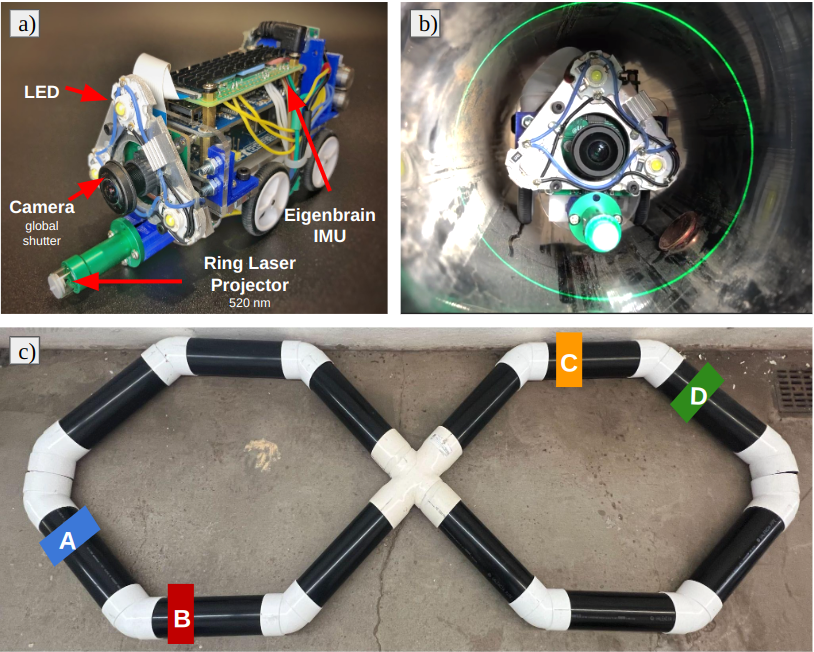 a)
LED
Camera
global
shutter
Eigenbrain
IMU
Ring Laser
Projector
520 nm
b)
c)
A
B
C
D